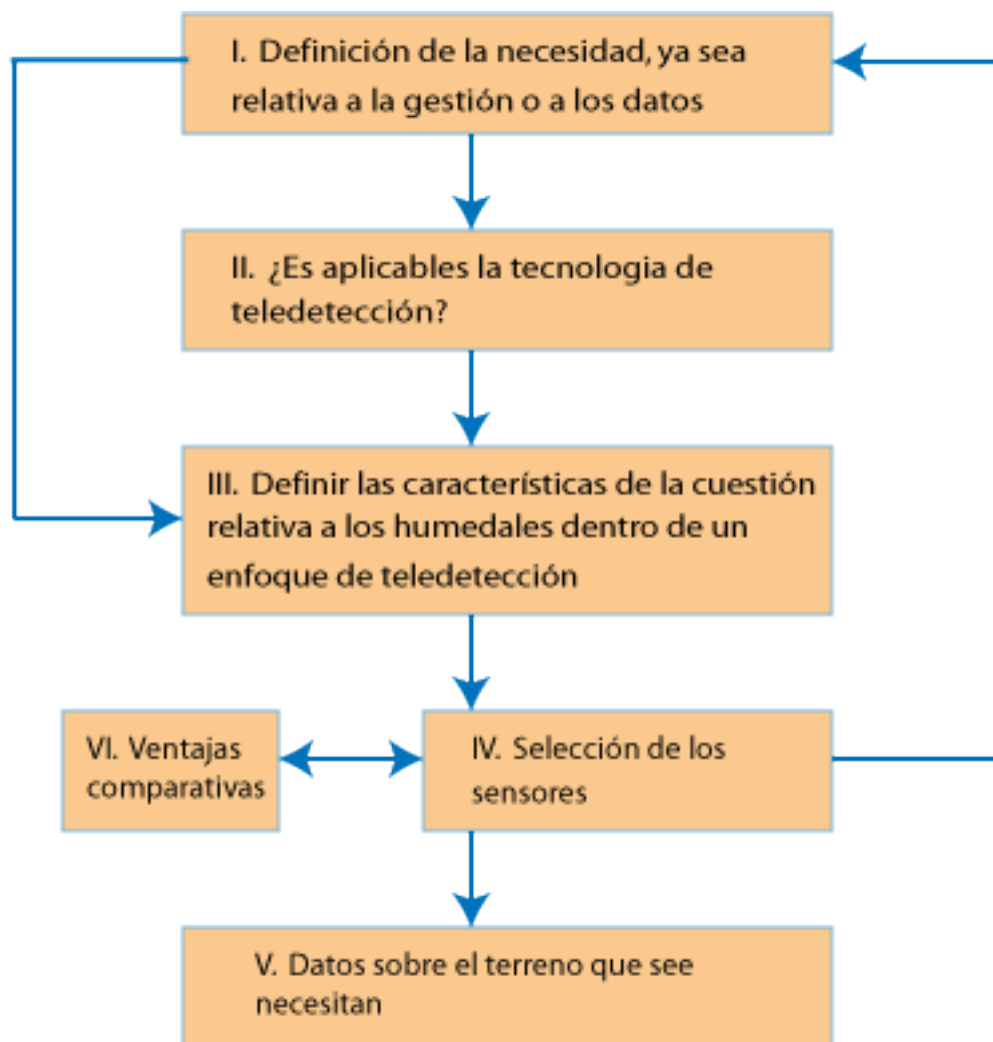 I. Definición de la necesidad, ya sea
relativa a la gestión o a los datos
II. ¿Es aplicables la tecnologia de
teledetección?
III. Definir las características de la cuestión
relativa a los humedales dentro de un
enfoque de teledetección
VI. Ventajas
comparativas
IV. Selección de los
sensores
V. Datos sobre el terreno que see
necesitan